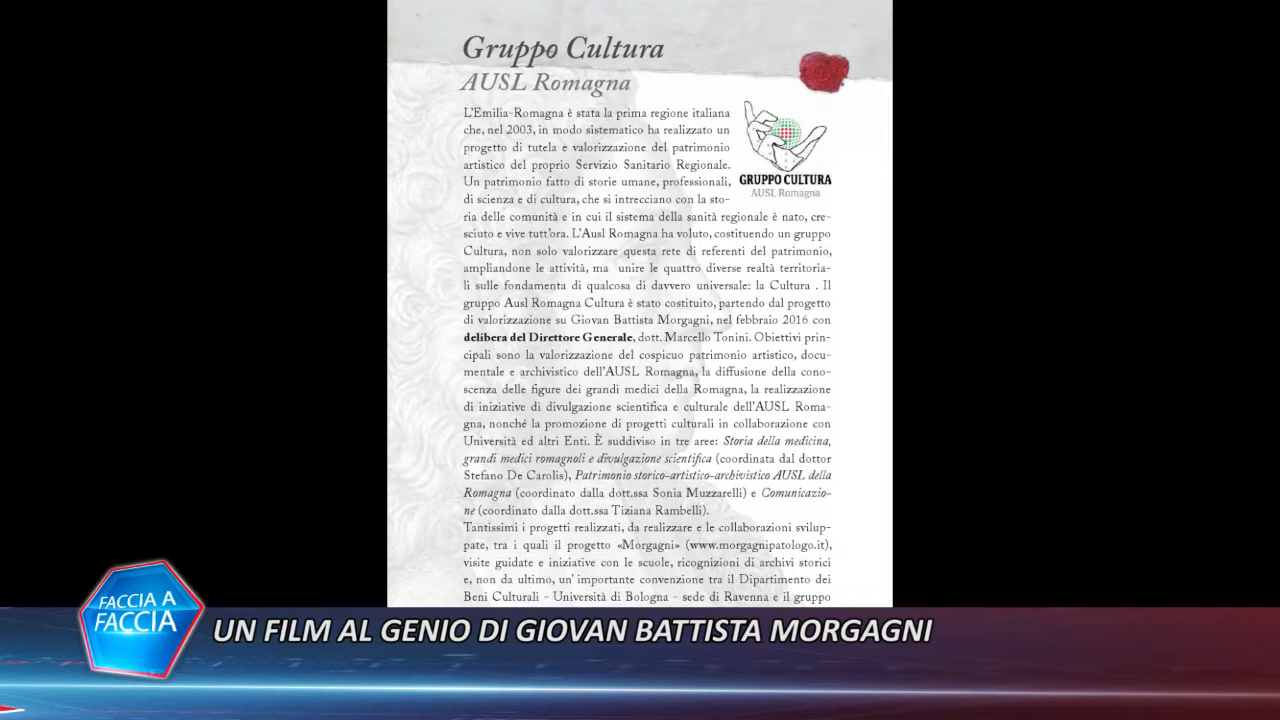 Gruppo Cultura
AUSL Romagna
L'Emilia-Romagna è stata la prima regione italiana
che, nel 2003, in modo sistematico ha realizzato un
progetto di tutela e valorizzazione del patrimonio
artistico del proprio Servizio Sanitario Regionale.
Un patrimonio fatto di storie umane, professionali,
di scienza e di cultura, che si intrecciano con la sto-
ria delle comunità e in cui il sistema della sanità regionale è nato, cre-
sciuto e vive tutt'ora. L'Ausl Romagna ha voluto, costituendo un gruppo
Cultura, non solo valorizzare questa rete di referenti del patrimonio,
ampliandone le attività, ma unire le quattro diverse realtà territoria-
li sulle fondamenta di qualcosa di davvero universale: la Cultura . Il
gruppo Ausl Romagna Cultura è stato costituito, partendo dal progetto
di valorizzazione su Giovan Battista Morgagni, nel febbraio 2016 con
delibera del Direttore Generale, dott. Marcello Tonini. Obiettivi prin-
cipali sono la valorizzazione del cospicuo patrimonio artistico, docu-
mentale e archivistico dell'AUSL Romagna, la diffusione della cono-
scenza delle figure dei grandi medici della Romagna, la realizzazione
di iniziative di divulgazione scientifica e culturale dell'AUSL Roma-
gna, nonché la promozione di progetti culturali in collaborazione con
Università ed altri Enti. È suddiviso in tre aree: Storia della medicina,
grandi medici romagnoli e divulgazione scientifica (coordinata dal dottor
Stefano De Carolis), Patrimonio storico-artistico-archivistico AUSL della
Romagna (coordinato dalla dott.ssa Sonia Muzzarelli) e Comunicazio-
ne (coordinato dalla dott.ssa Tiziana Rambelli).
Tantissimi i progetti realizzati, da realizzare e le collaborazioni svilup-
pate, tra i quali il progetto «Morgagni» (www.morgagnipatologo.it),
visite guidate e iniziative con le scuole, ricognizioni di archivi storici
e, non da ultimo, un' importante convenzione tra il Dipartimento dei
Beni Culturali - Università di Bologna - sede di Ravenna e il gruppo
GRUPPO CULTURA
AUSL Romagna
FACCIA A
FACCIA
UN FILM AL GENIO DI GIOVAN BATTISTA MORGAGNI